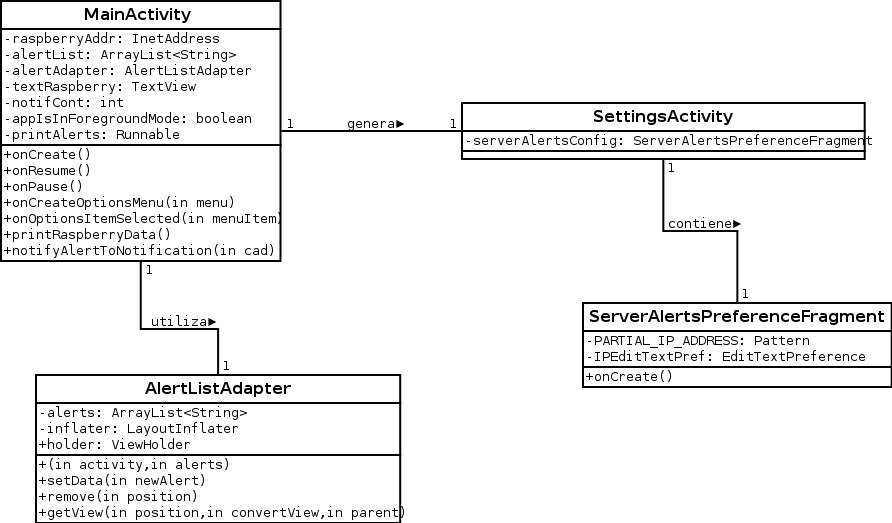 MainActivity
-raspberryAddr: InetAddress
-alertList: ArrayList<String>
-alertAdapter: AlertListAdapter
-textRaspberry: TextView
-notifCont: int
-appIsInForegroundMode: boolean
-printAlerts: Runnable
+onCreate()
+onResume()
+onPause()
+onCreateOptionsMenu(in menu)
+onOptionsItemSelected(in menuItem)
+printRaspberryData()
+notifyAlertToNotification(in cad)
1 genera► 1
SettingsActivity
-serverAlertsConfig: ServerAlertsPreferenceFragment
1
contiene►
1
ServerAlertsPreferenceFragment
-PARTIAL_IP_ADDRESS: Pattern
-IPEditTextPref: EditTextPreference
+onCreate()
1
utiliza►
1
AlertListAdapter
-alerts: ArrayList<String>
-inflater: LayoutInflater
+holder: ViewHolder
+(in activity,in alerts)
+setData(in newAlert)
+remove(in position)
+getView(in position,in convertView,in parent)